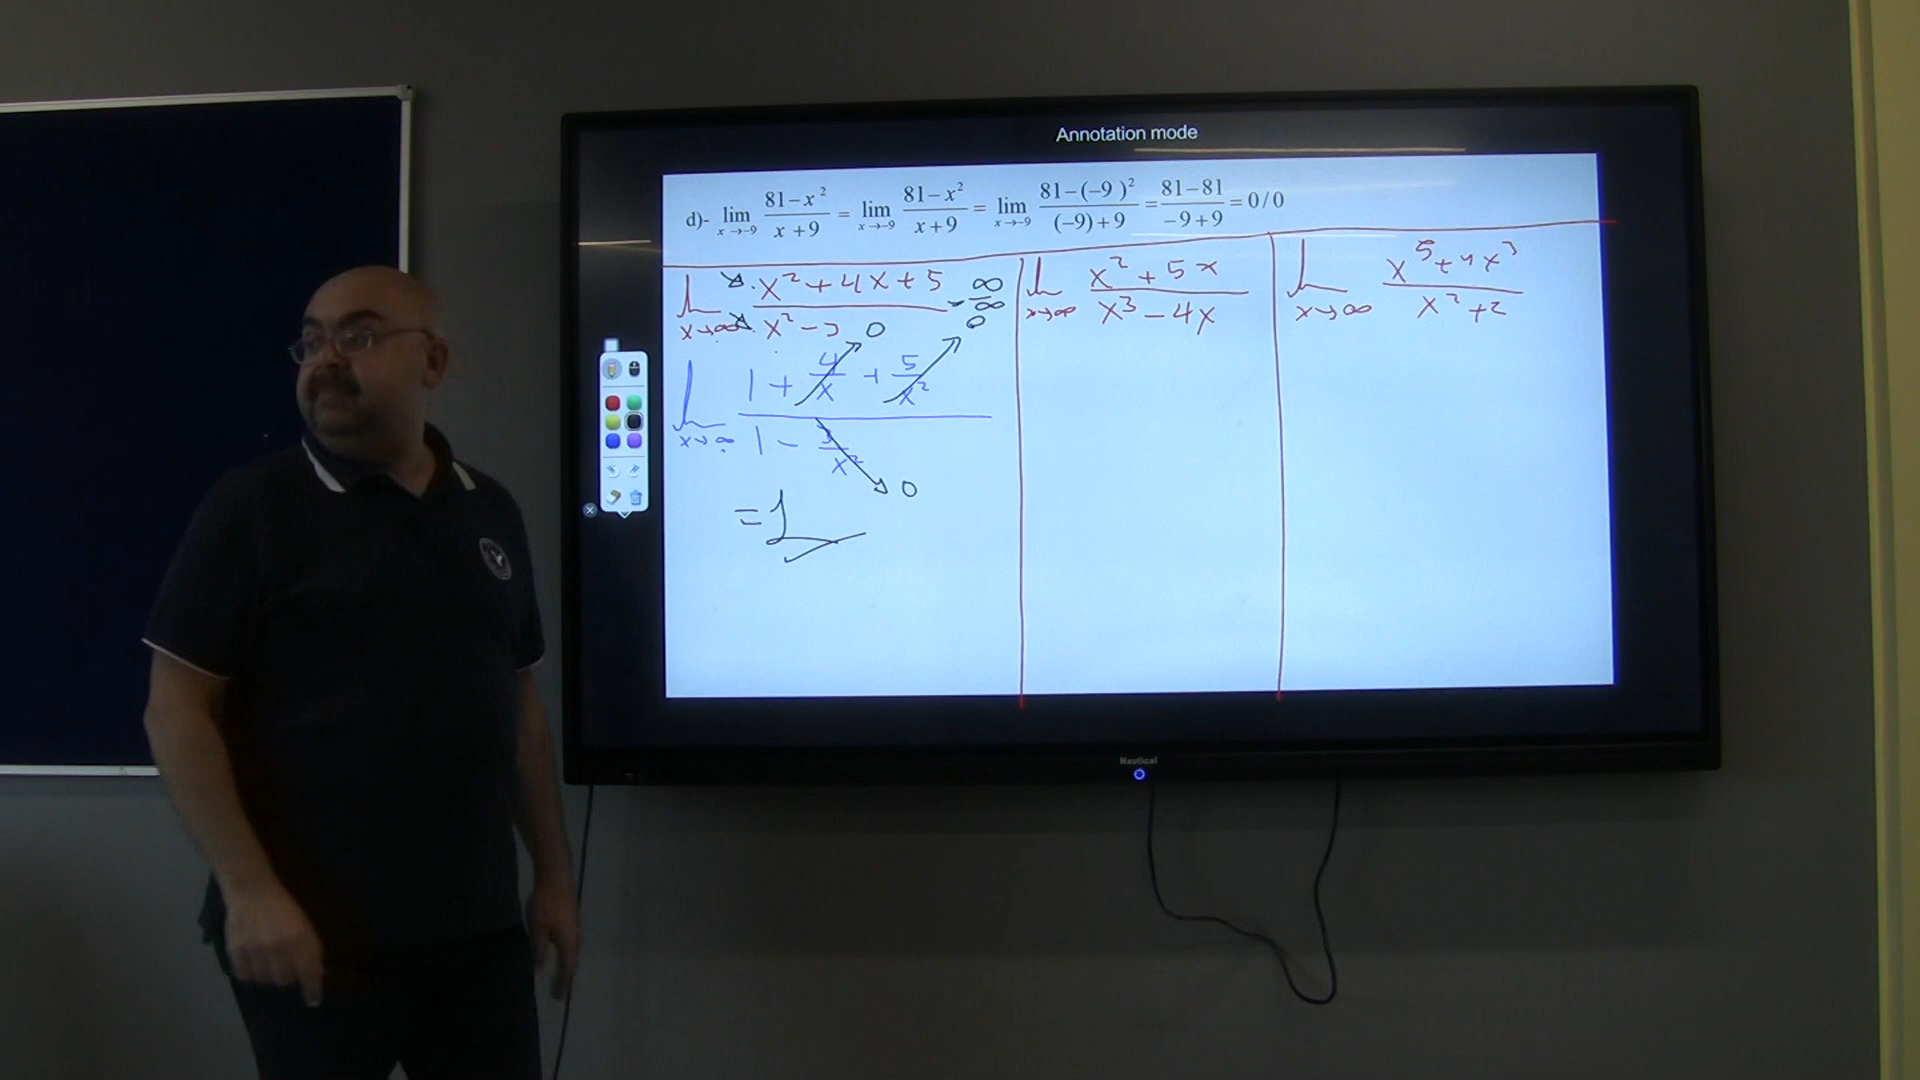 Annotation mode
d)- lim x→-9 81-x²/x+9 = lim x→-9 81-x²/x+9 = lim x→-9 81-(-9)²/(-9)+9 = 81-81/-9+9 = 0/0
lim x→∞ x²+4x+5/x²-3 = ∞/∞
0 0
lim x→∞ 1+4/x+5/x²/1-3/x²
0
=1
lim x→∞ x²+5x/x³-4x
lim x→∞ x⁵+4x³/x²+2
Nautical